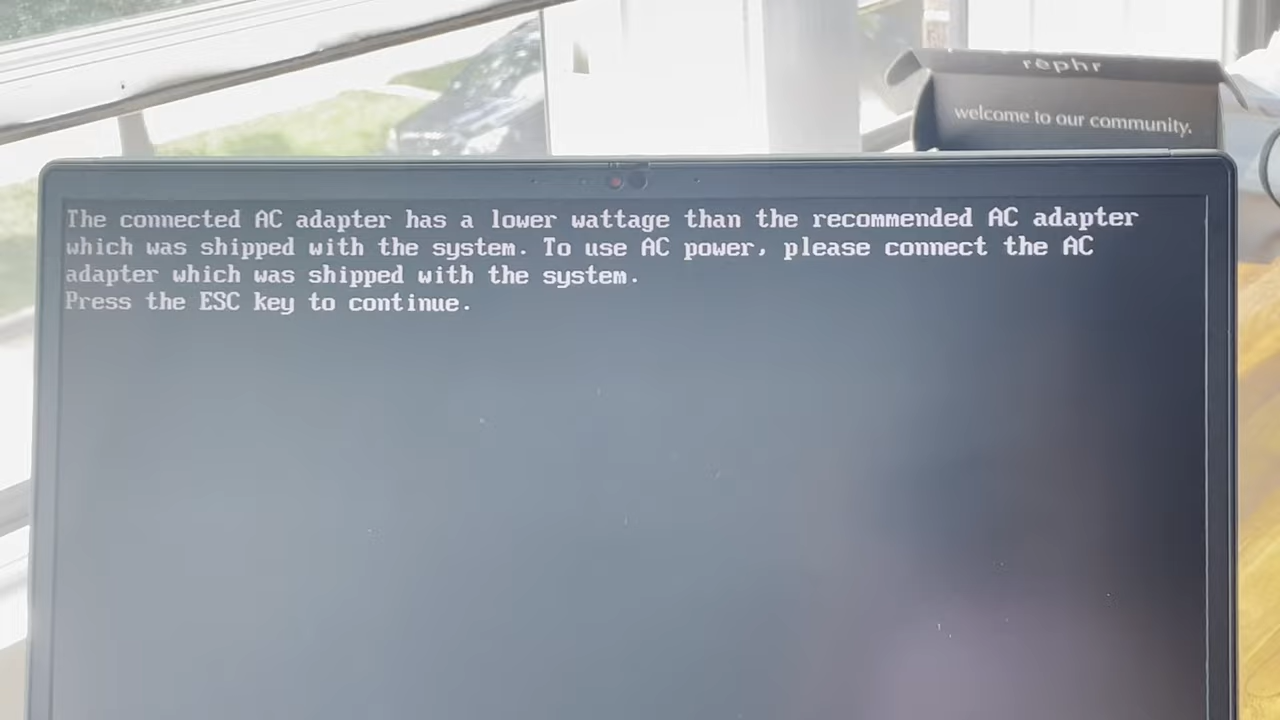 rēphr
welcome to our community.
The connected AC adapter has a lower wattage than the recommended AC adapter
which was shipped with the system. To use AC power, please connect the AC
adapter which was shipped with the system.
Press the ESC key to continue.